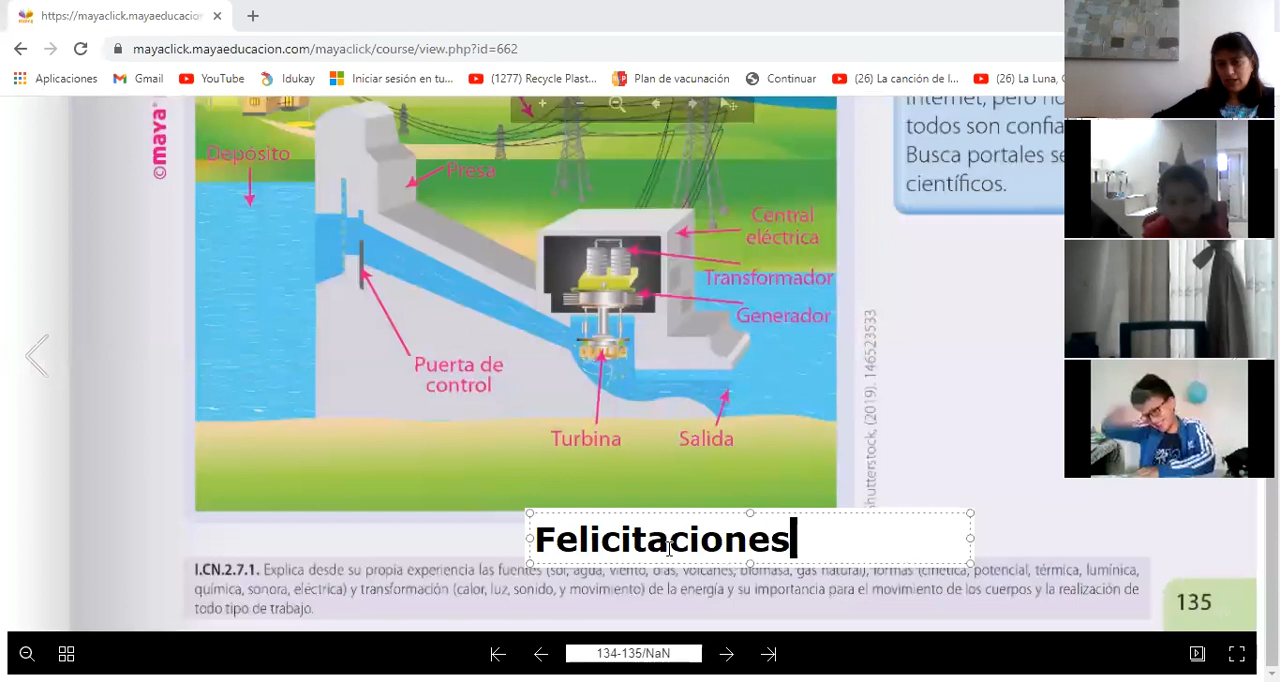 https://mayaclick.mayaeducacion
mayaclick.mayaeducacion.com/mayaclick/course/view.php?id=662
Aplicaciones
Gmail
YouTube
Idukay
Iniciar sesión en tu...
(1277) Recycle Plast...
Plan de vacunación
Continuar
(26) La canción de l...
(26) La Luna,
©maya
Depósito
Presa
Central
eléctrica
Transformador
Generador
Puerta de
control
Turbina
Salida
Internet, pero no
todos son confia
Busca portales se
científicos.
hutterstock, (2019). 146523533
Felicitaciones
I.CN.2.7.1. Explica desde su propia experiencia las fuentes (sol, agua, viento, olas, volcanes, biomasa, gas natural), formas (cinética, potencial, térmica, lumínica,
química, sonora, eléctrica) y transformación (calor, luz, sonido, y movimiento) de la energía y su importancia para el movimiento de los cuerpos y la realización de
todo tipo de trabajo.
135
134-135/NaN